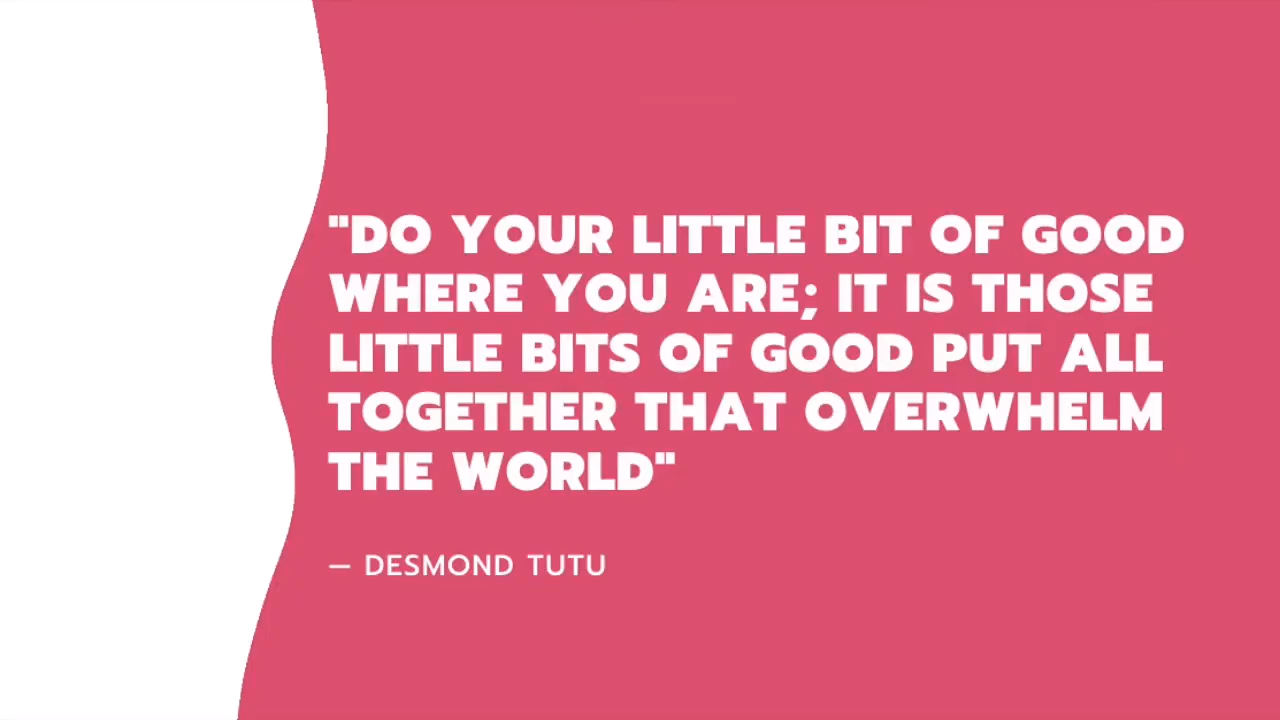 "DO YOUR LITTLE BIT OF GOOD
WHERE YOU ARE; IT IS THOSE
LITTLE BITS OF GOOD PUT ALL
TOGETHER THAT OVERWHELM
THE WORLD"
— DESMOND TUTU